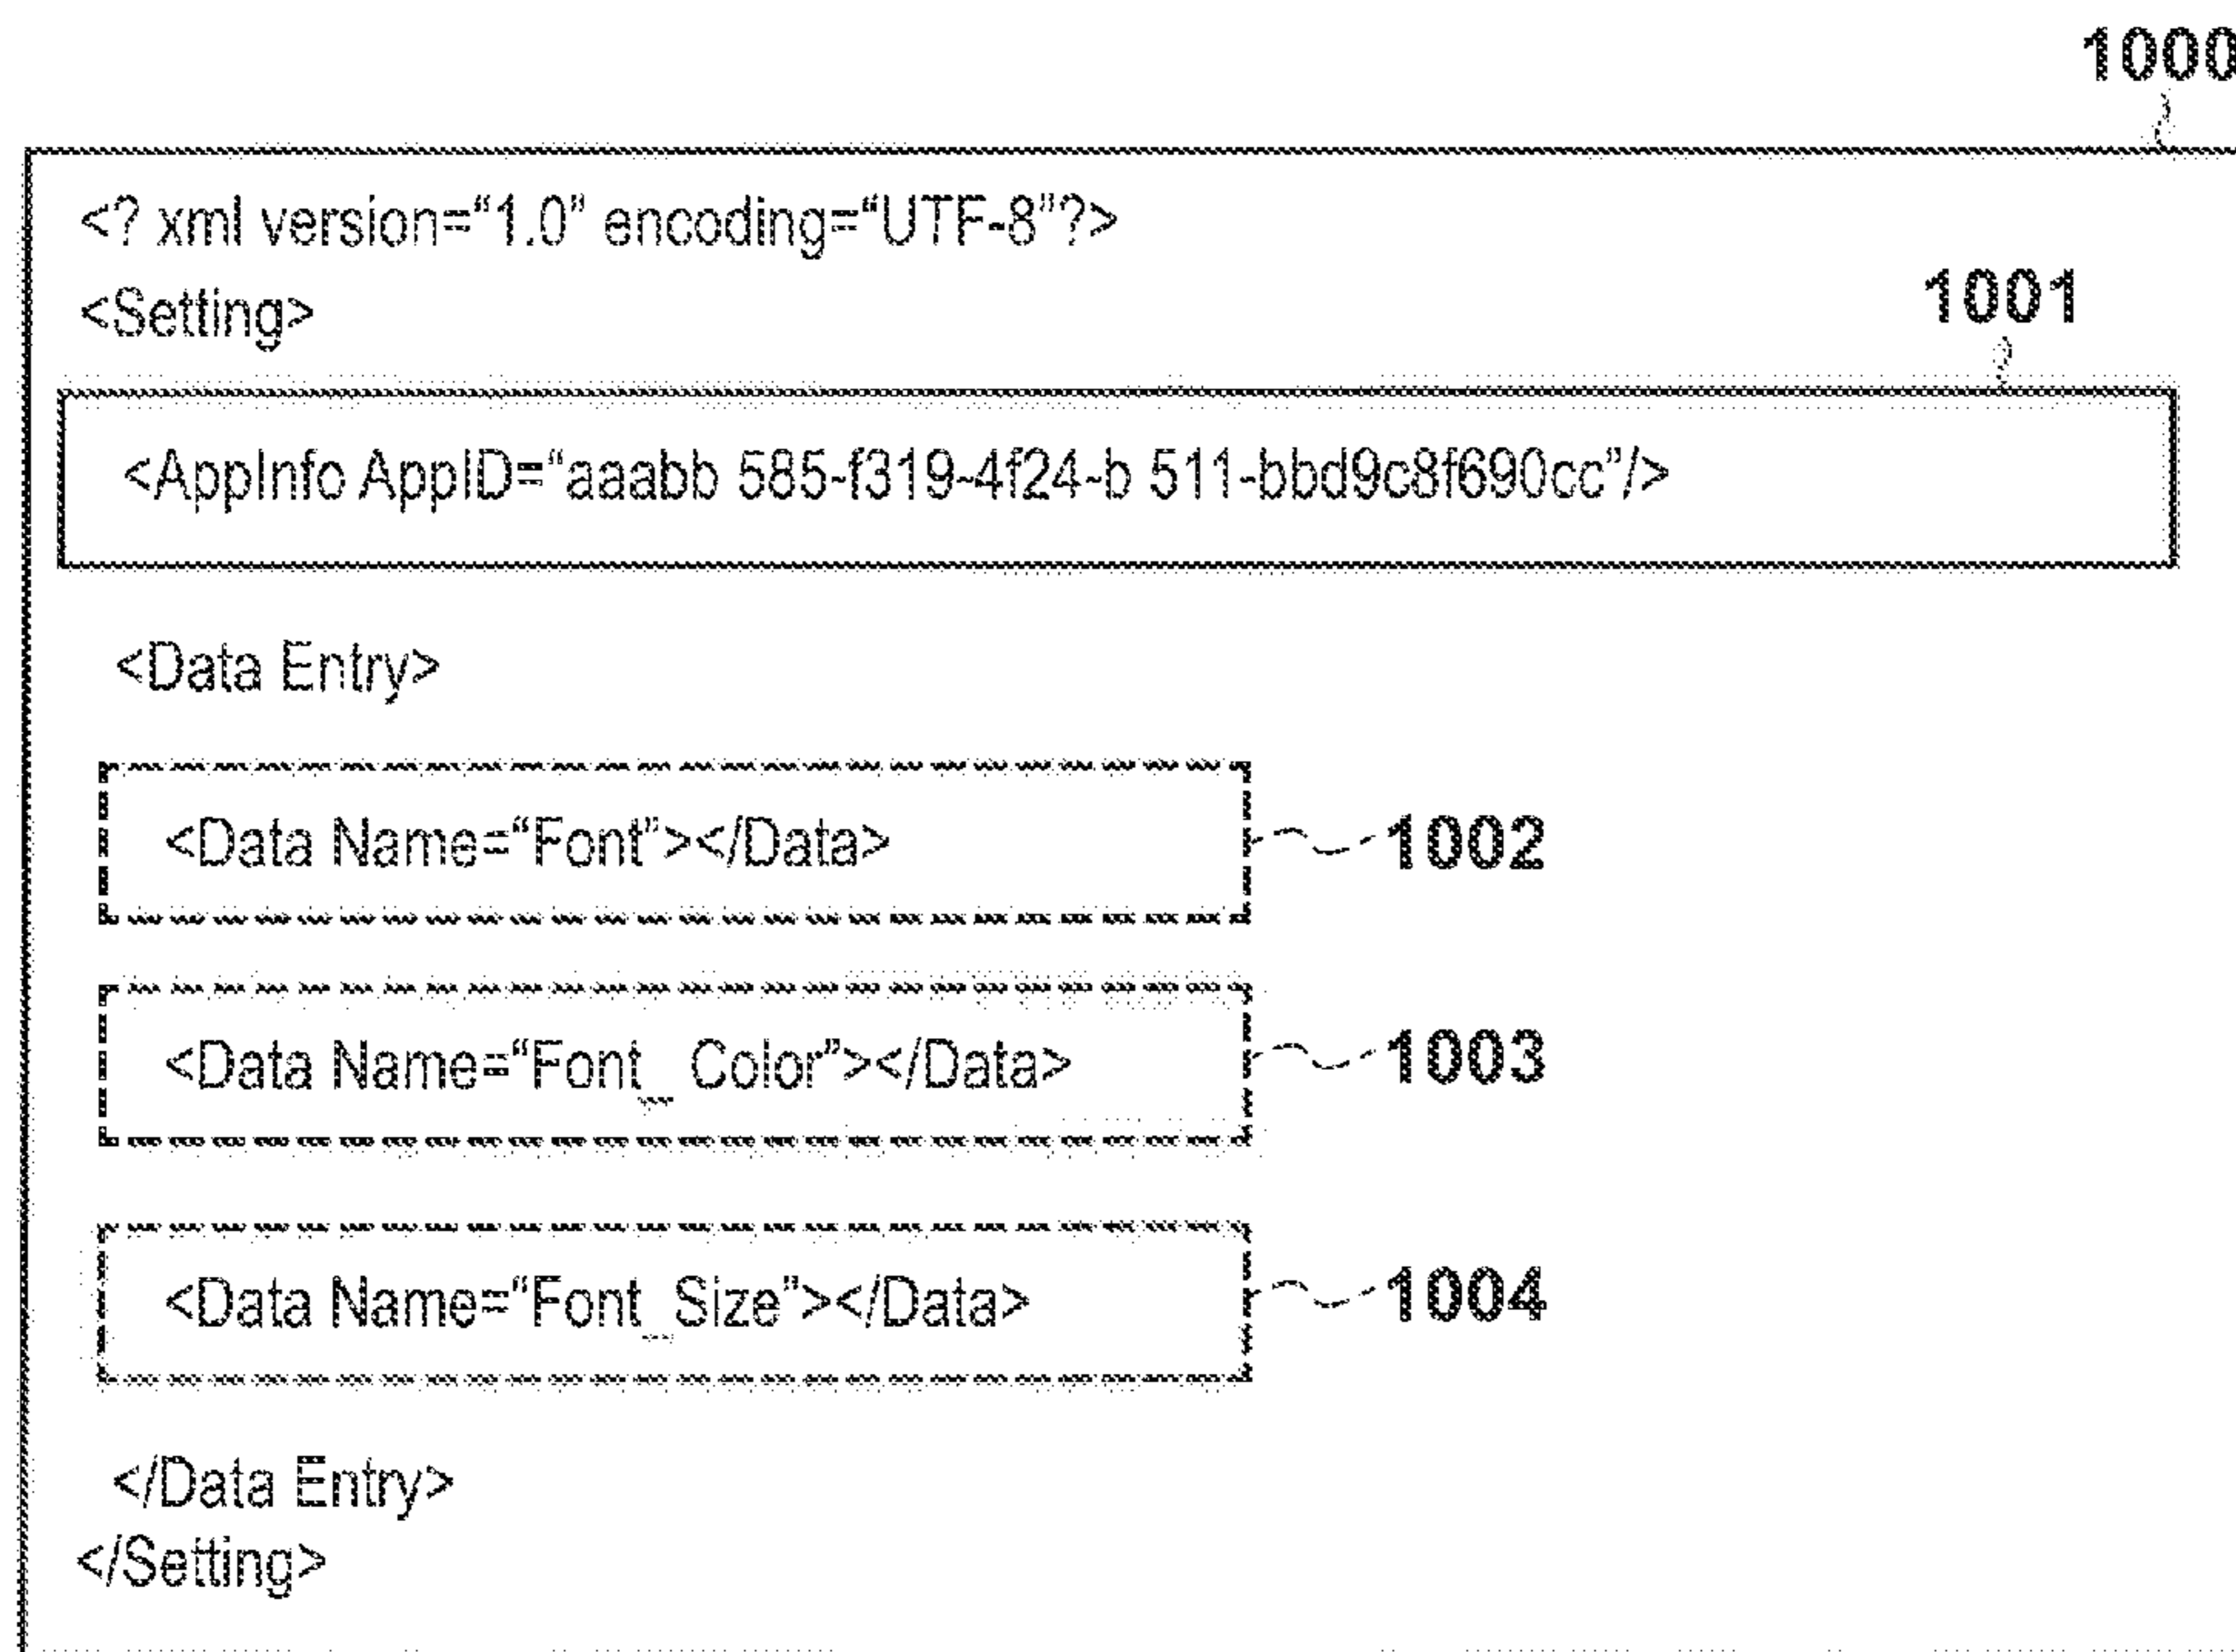 1000
<? xml version=“1.0” encoding=“UTF-8”?>
<Setting>
1001
<AppInfo AppID=“aaabb 585-f319-4f24-b 511-bbd9c8f690cc”/>
<Data Entry>
<Data Name=“Font”></Data>
1002
<Data Name=“Font_ Color”></Data>
1003
<Data Name=“Font_Size”></Data>
1004
</Data Entry>
</Setting>